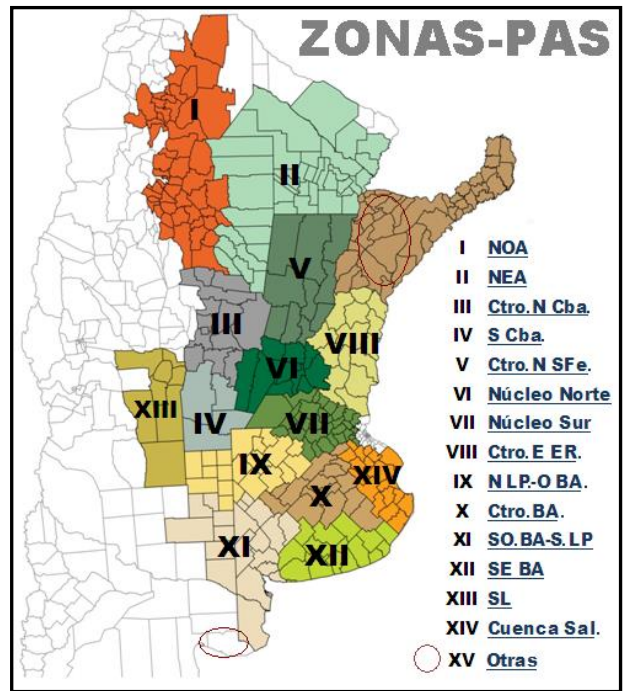 ZONAS-PAS
I
II
V
III
VIII
VI
XIII
IV
VII
IX
XIV
X
XI
XII
I NOA
II NEA
III Ctro.N Cba.
IV S Cba.
V Ctro.N SFe.
VI Núcleo Norte
VII Núcleo Sur
VIII Ctro.E ER.
IX N LP.-O BA.
X Ctro.BA.
XI SO.BA-S.LP
XII SE BA
XIII SL
XIV Cuenca Sal.
XV Otras